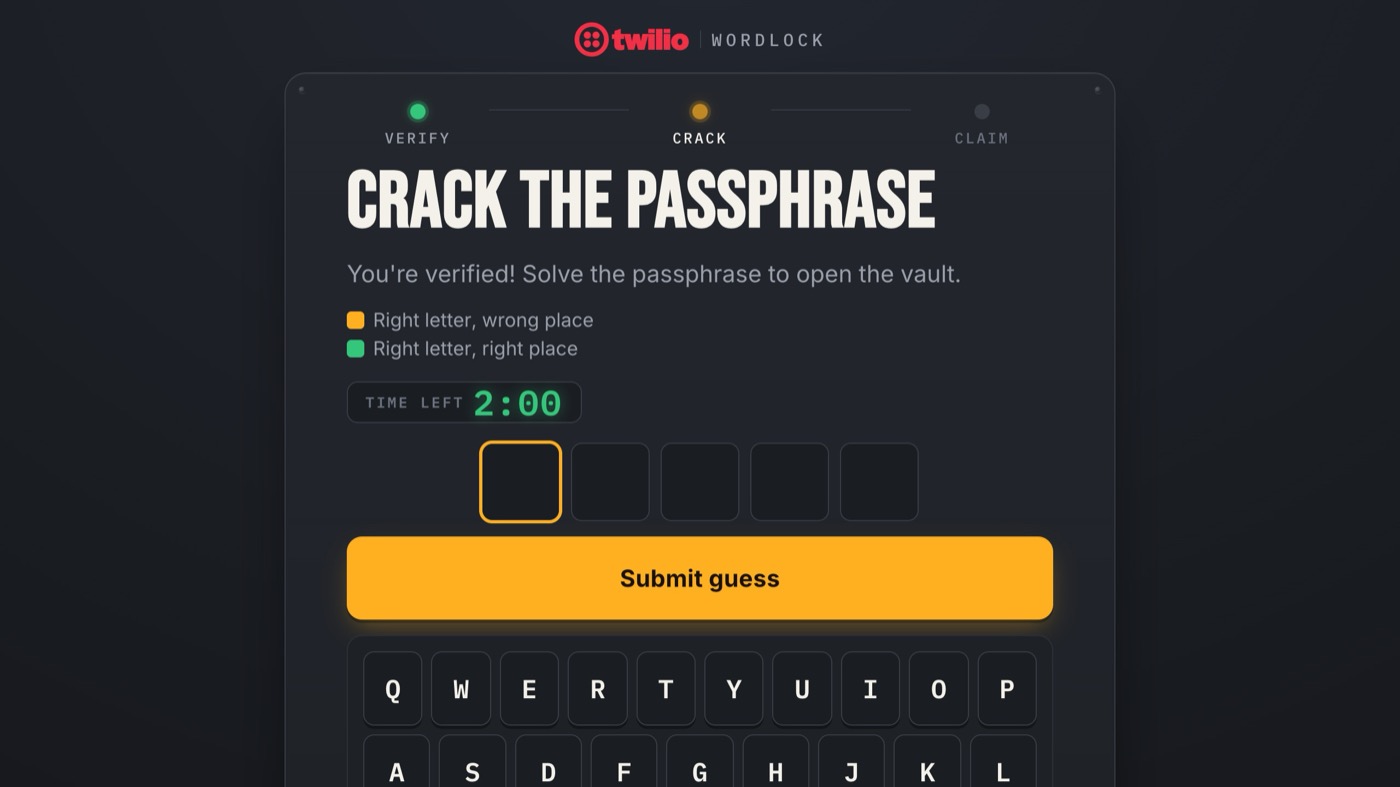 twilio WORDLOCK
VERIFY CRACK CLAIM
CRACK THE PASSPHRASE
You're verified! Solve the passphrase to open the vault.
Right letter, wrong place
Right letter, right place
TIME LEFT 2:00
Submit guess
Q W E R T Y U I O P
A S D F G H J K L